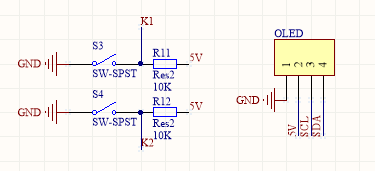 K1
S3
R11
GND
5V
SW-SPST
Res2
10K
S4
R12
GND
5V
SW-SPST
Res2
10K
K2
OLED
1
2
3
4
GND
5V
SCL
SDA